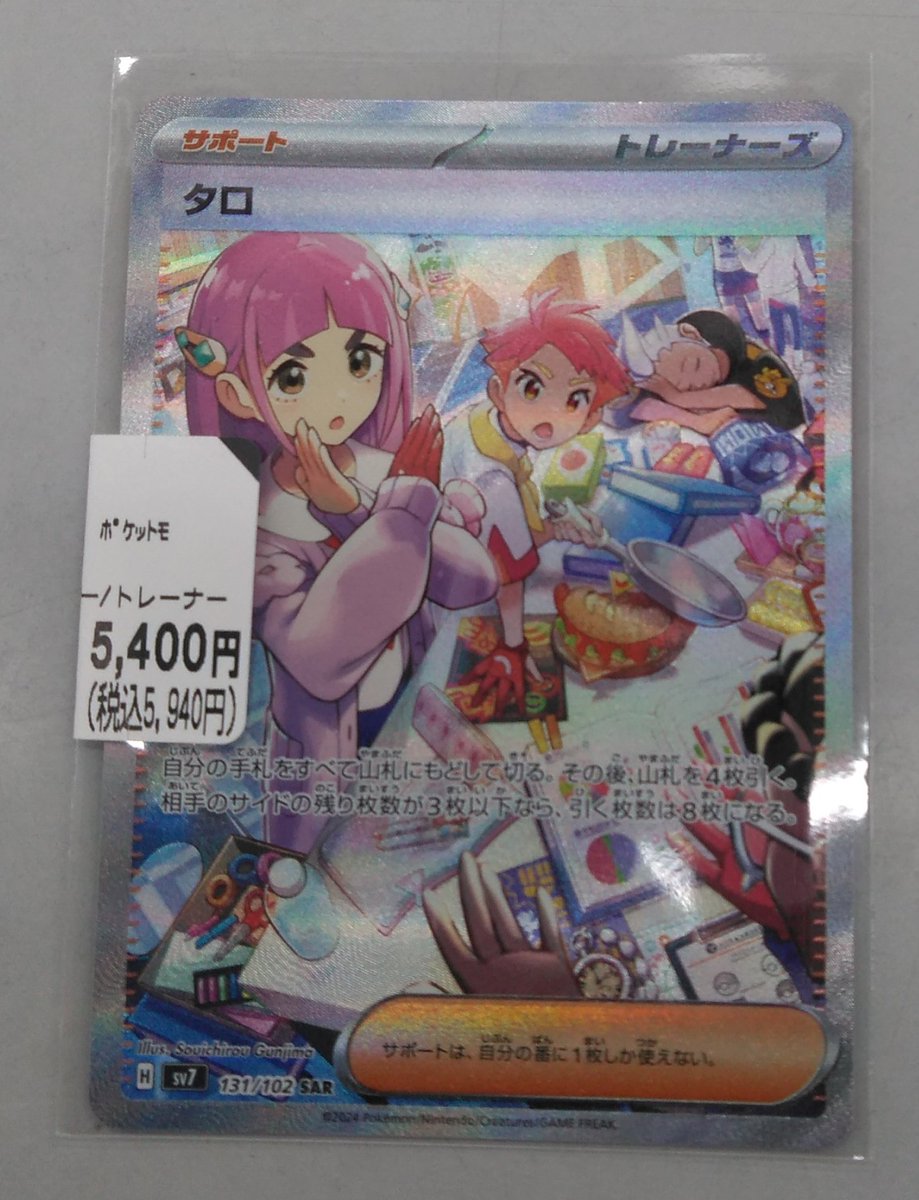 サポート
トレーナーズ
タロ
ポケットモ
ー/トレーナー
5,400円
(税込5,940円)
自分の手札をすべて山札にもどして切る。その後、山札を4枚引く。
相手のサイドの残り枚数が3枚以下なら、引く枚数は8枚になる。
サポートは、自分の番に1枚しか使えない。
Illus. Souichirou Gunjima
H SV7 131/102 SAR
©2024 Pokémon/Nintendo/Creatures/GAME FREAK.